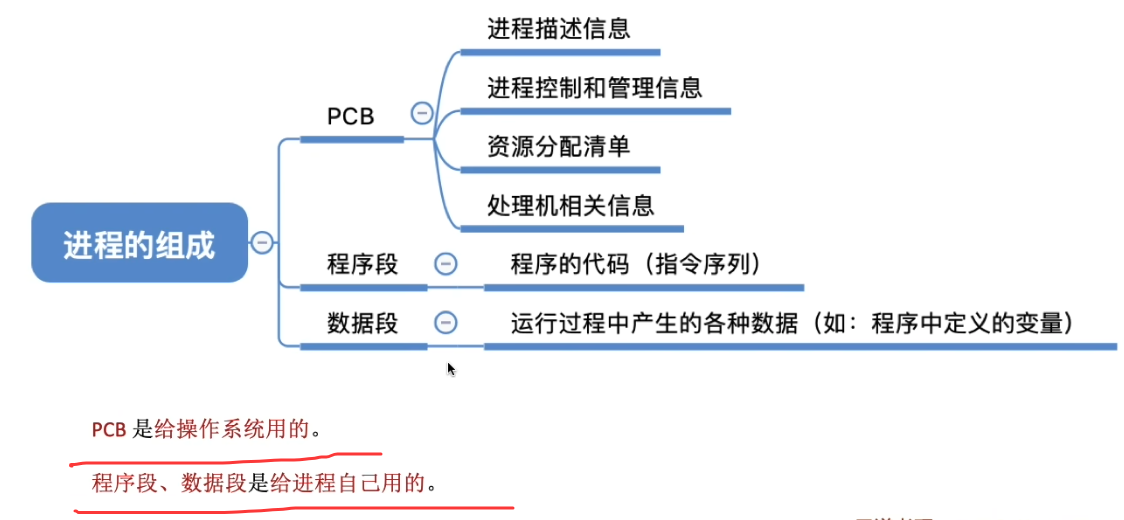 进程描述信息
进程控制和管理信息
PCB
资源分配清单
处理机相关信息
进程的组成
程序段
程序的代码（指令序列）
数据段
运行过程中产生的各种数据（如：程序中定义的变量）
PCB 是给操作系统用的。
程序段、数据段是给进程自己用的。